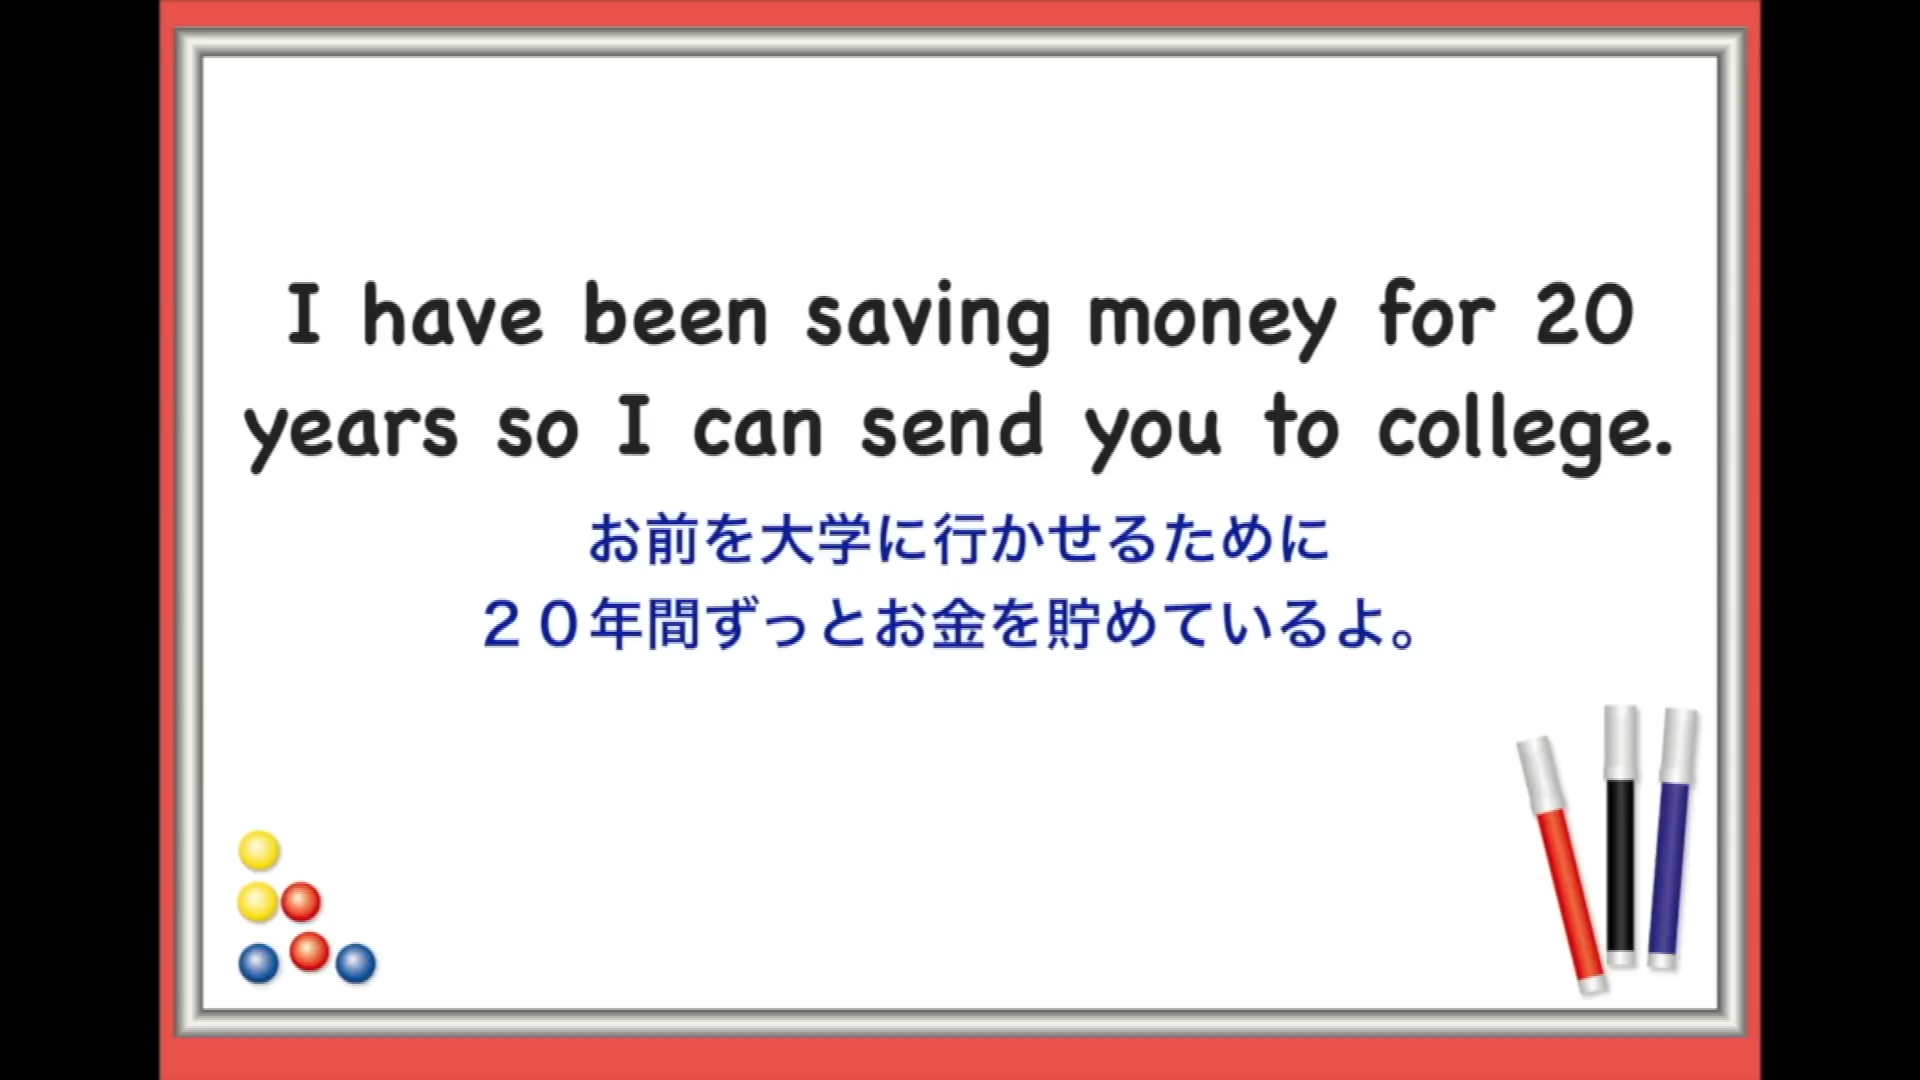 I have been saving money for 20
years so I can send you to college.
お前を大学に行かせるために
２０年間ずっとお金を貯めているよ。